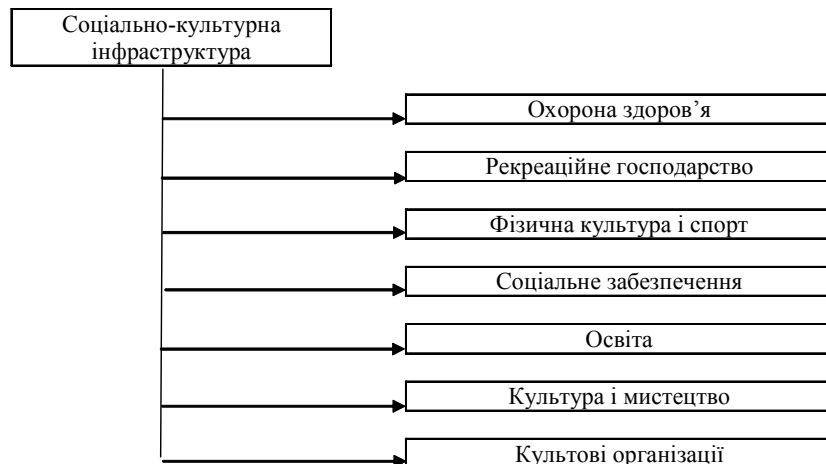 Соціально-культурна
інфраструктура
Охорона здоров’я
Рекреаційне господарство
Фізична культура і спорт
Соціальне забезпечення
Освіта
Культура і мистецтво
Культові організації